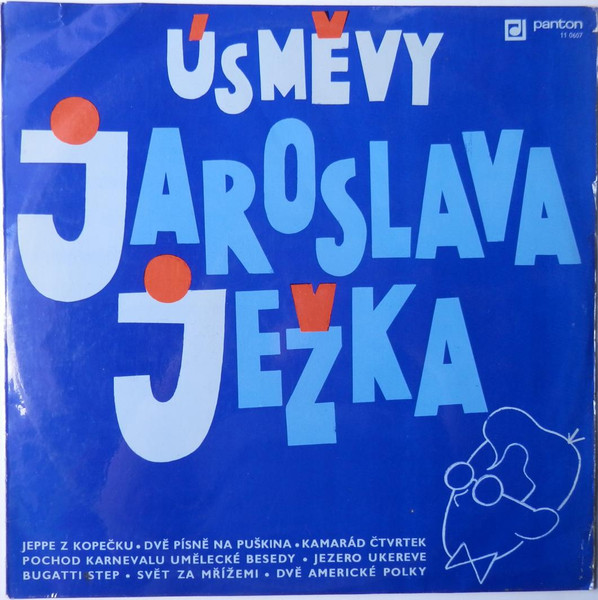 panton
11 0607
ÚSMĚVY
JAROSLAVA
JEŽKA
JEPPE Z KOPEČKU • DVĚ PÍSNĚ NA PUŠKINA • KAMARÁD ČTVRTEK
POCHOD KARNEVALU UMĚLECKÉ BESEDY • JEZERO UKEREVE
BUGATTI STEP • SVĚT ZA MŘÍŽEMI • DVĚ AMERICKÉ POLKY